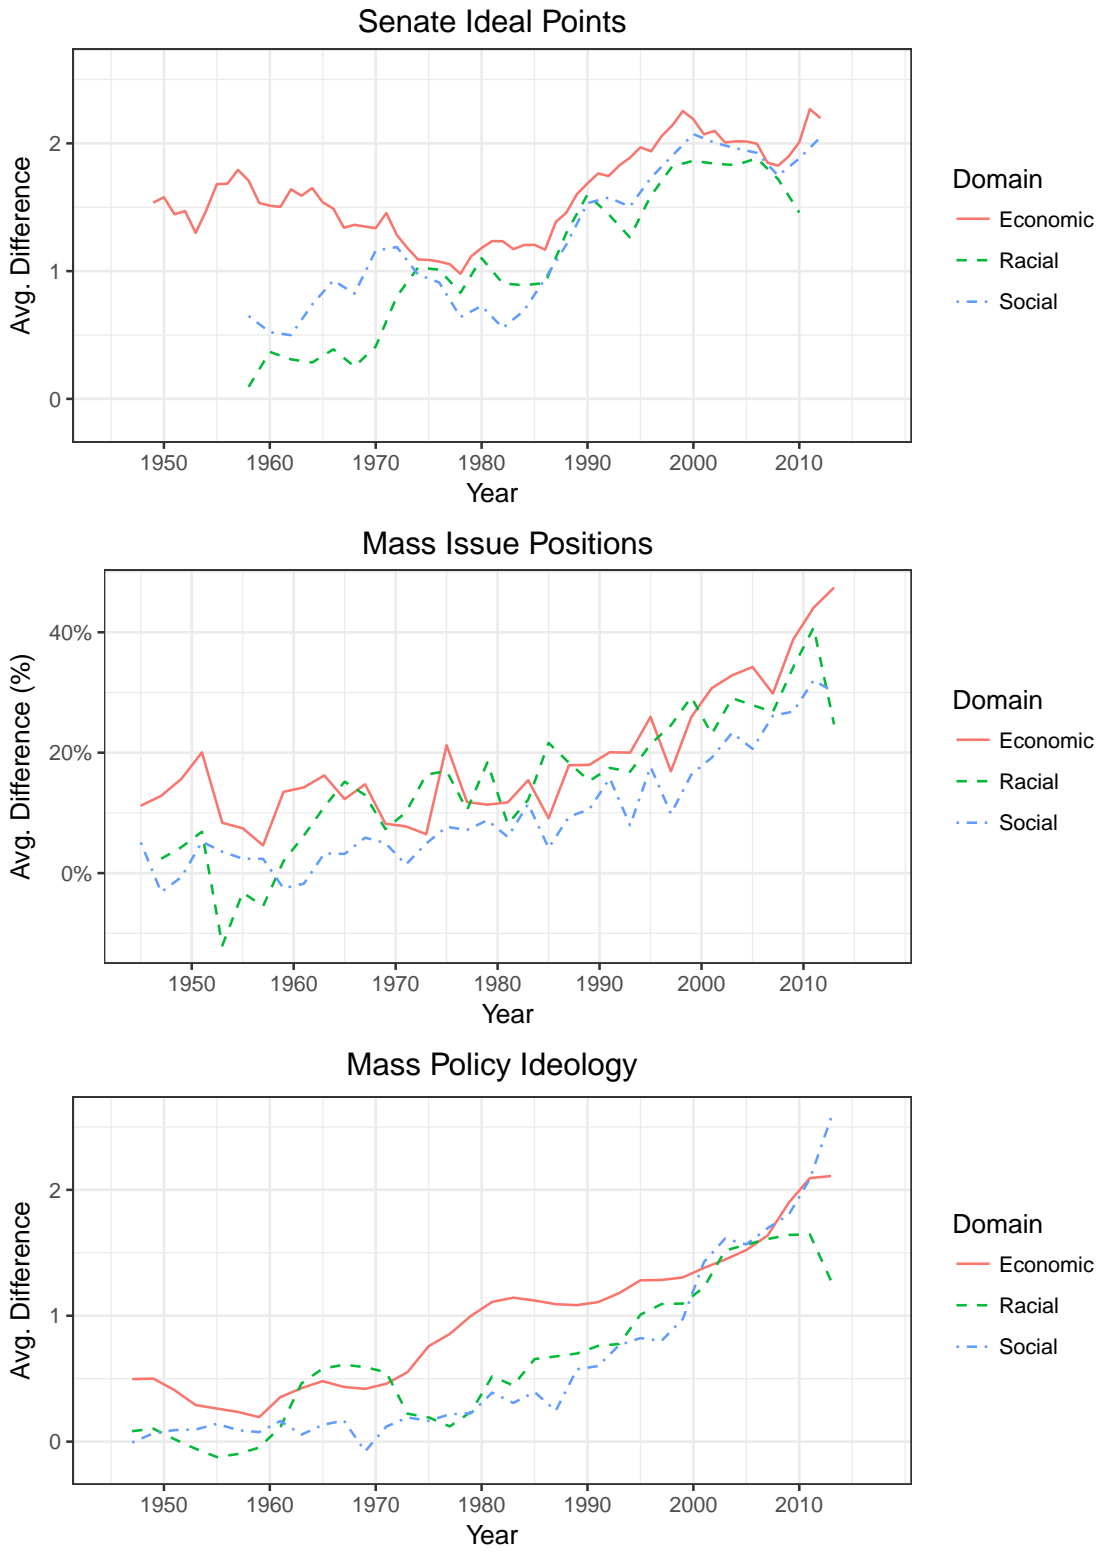 Senate Ideal Points
Avg. Difference
2
1
0
1950 1960 1970 1980 1990 2000 2010
Year
Domain
Economic
Racial
Social
Mass Issue Positions
Avg. Difference (%)
40%
20%
0%
1950 1960 1970 1980 1990 2000 2010
Year
Domain
Economic
Racial
Social
Mass Policy Ideology
Avg. Difference
2
1
0
1950 1960 1970 1980 1990 2000 2010
Year
Domain
Economic
Racial
Social